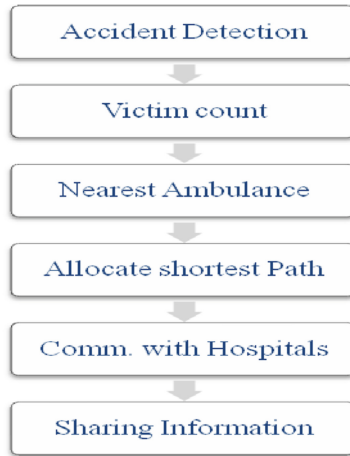 Accident Detection
Victim count
Nearest Ambulance
Allocate shortest Path
Comm. with Hospitals
Sharing Information